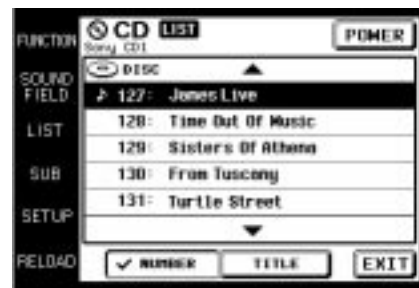 FUNCTION
SOUND
FIELD
LIST
SUB
SETUP
RELOAD
CD LIST
Sony CD1
POWER
DISC
127: James Live
128: Time Out Of Music
129: Sisters Of Athena
130: From Tuscany
131: Turtle Street
NUMBER
TITLE
EXIT